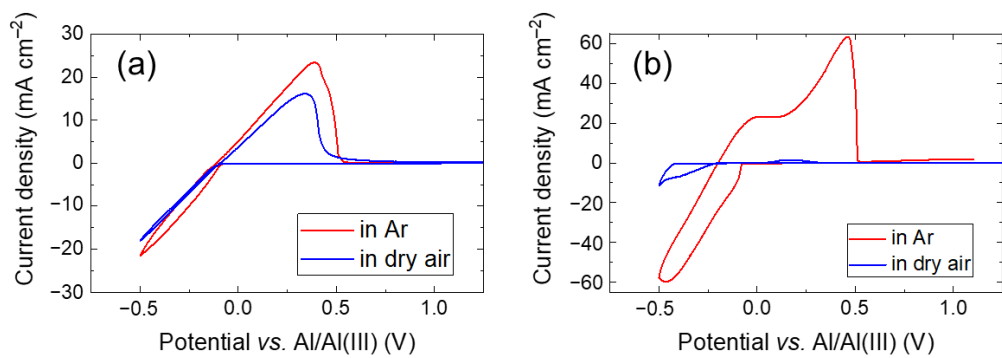 (a)
Current density (mA cm−2)
30
20
10
0
−10
−20
−30
−0.5
0.0
0.5
1.0
in Ar
in dry air
Potential vs. Al/Al(III) (V)
(b)
Current density (mA cm−2)
60
40
20
0
−20
−40
−60
−0.5
0.0
0.5
1.0
in Ar
in dry air
Potential vs. Al/Al(III) (V)